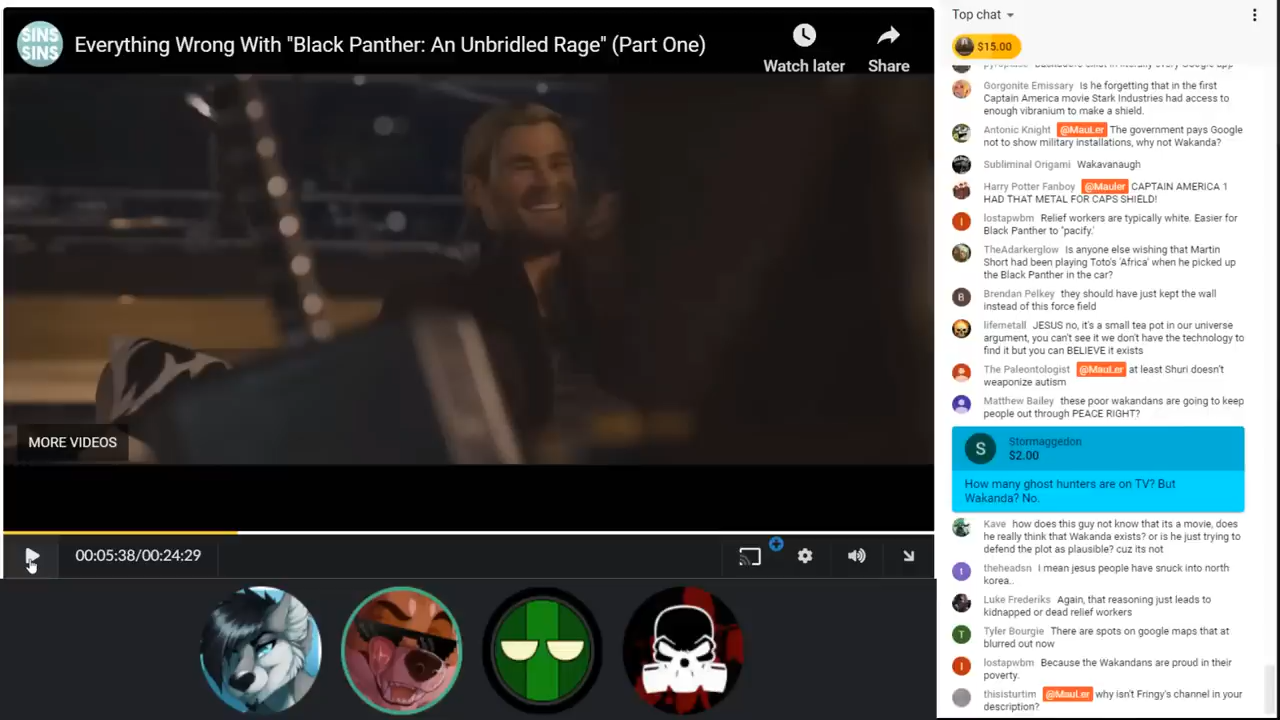 SINS
SINS
Everything Wrong With "Black Panther: An Unbridled Rage" (Part One)
Watch later
Share
MORE VIDEOS
00:05:38/00:24:29
Top chat
$15.00
Gorgonite Emissary Is he forgetting that in the first
Captain America movie Stark Industries had access to
enough vibranium to make a shield.
Antonic Knight @MauLer The government pays Google
not to show military installations, why not Wakanda?
Subliminal Origami Wakavanaugh
Harry Potter Fanboy @Mauler CAPTAIN AMERICA 1
HAD THAT METAL FOR CAPS SHIELD!
lostapwbm Relief workers are typically white. Easier for
Black Panther to "pacify.'
TheAdarkerglow Is anyone else wishing that Martin
Short had been playing Toto's 'Africa' when he picked up
the Black Panther in the car?
Brendan Pelkey they should have just kept the wall
instead of this force field
lifemetall JESUS no, it's a small tea pot in our universe
argument, you can't see it we don't have the technology to
find it but you can BELIEVE it exists
The Paleontologist @MauLer at least Shuri doesn't
weaponize autism
Matthew Bailey these poor wakandans are going to keep
people out through PEACE RIGHT?
S
Stormaggedon
$2.00
How many ghost hunters are on TV? But
Wakanda? No.
Kave how does this guy not know that its a movie, does
he really think that Wakanda exists? or is he just trying to
defend the plot as plausible? cuz its not
theheadsn I mean jesus people have snuck into north
korea..
Luke Frederiks Again, that reasoning just leads to
kidnapped or dead relief workers
Tyler Bourgie There are spots on google maps that at
blurred out now
lostapwbm Because the Wakandans are proud in their
poverty.
thisisturtim @MauLer why isn't Fringy's channel in your
description?